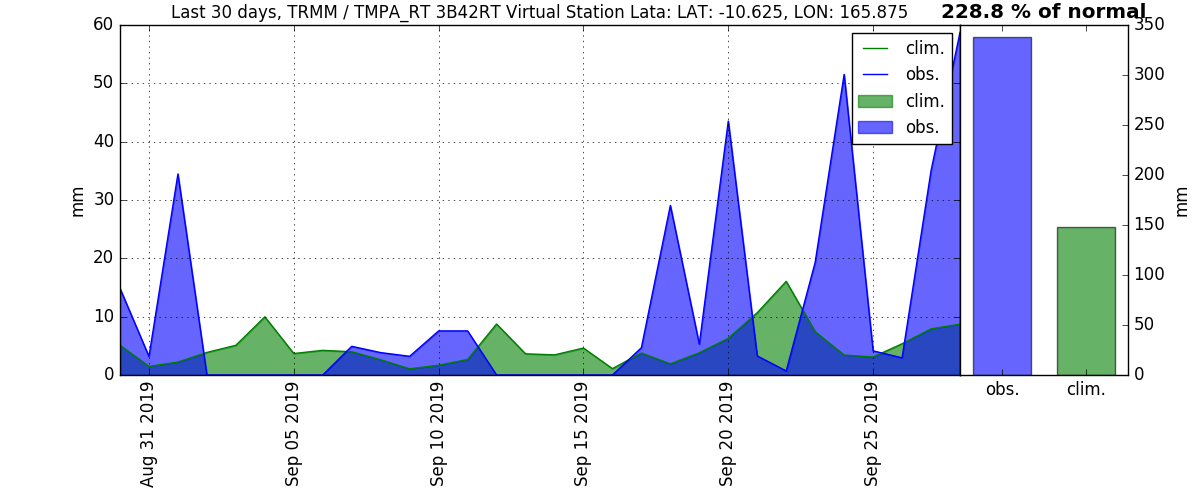 Last 30 days, TRMM / TMPA_RT 3B42RT Virtual Station Lata: LAT: -10.625, LON: 165.875
228.8 % of normal
mm
60
50
40
30
20
10
0
clim.
obs.
clim.
obs.
Aug 31 2019
Sep 05 2019
Sep 10 2019
Sep 15 2019
Sep 20 2019
Sep 25 2019
obs.
clim.
350
300
250
200
150
100
50
0
mm